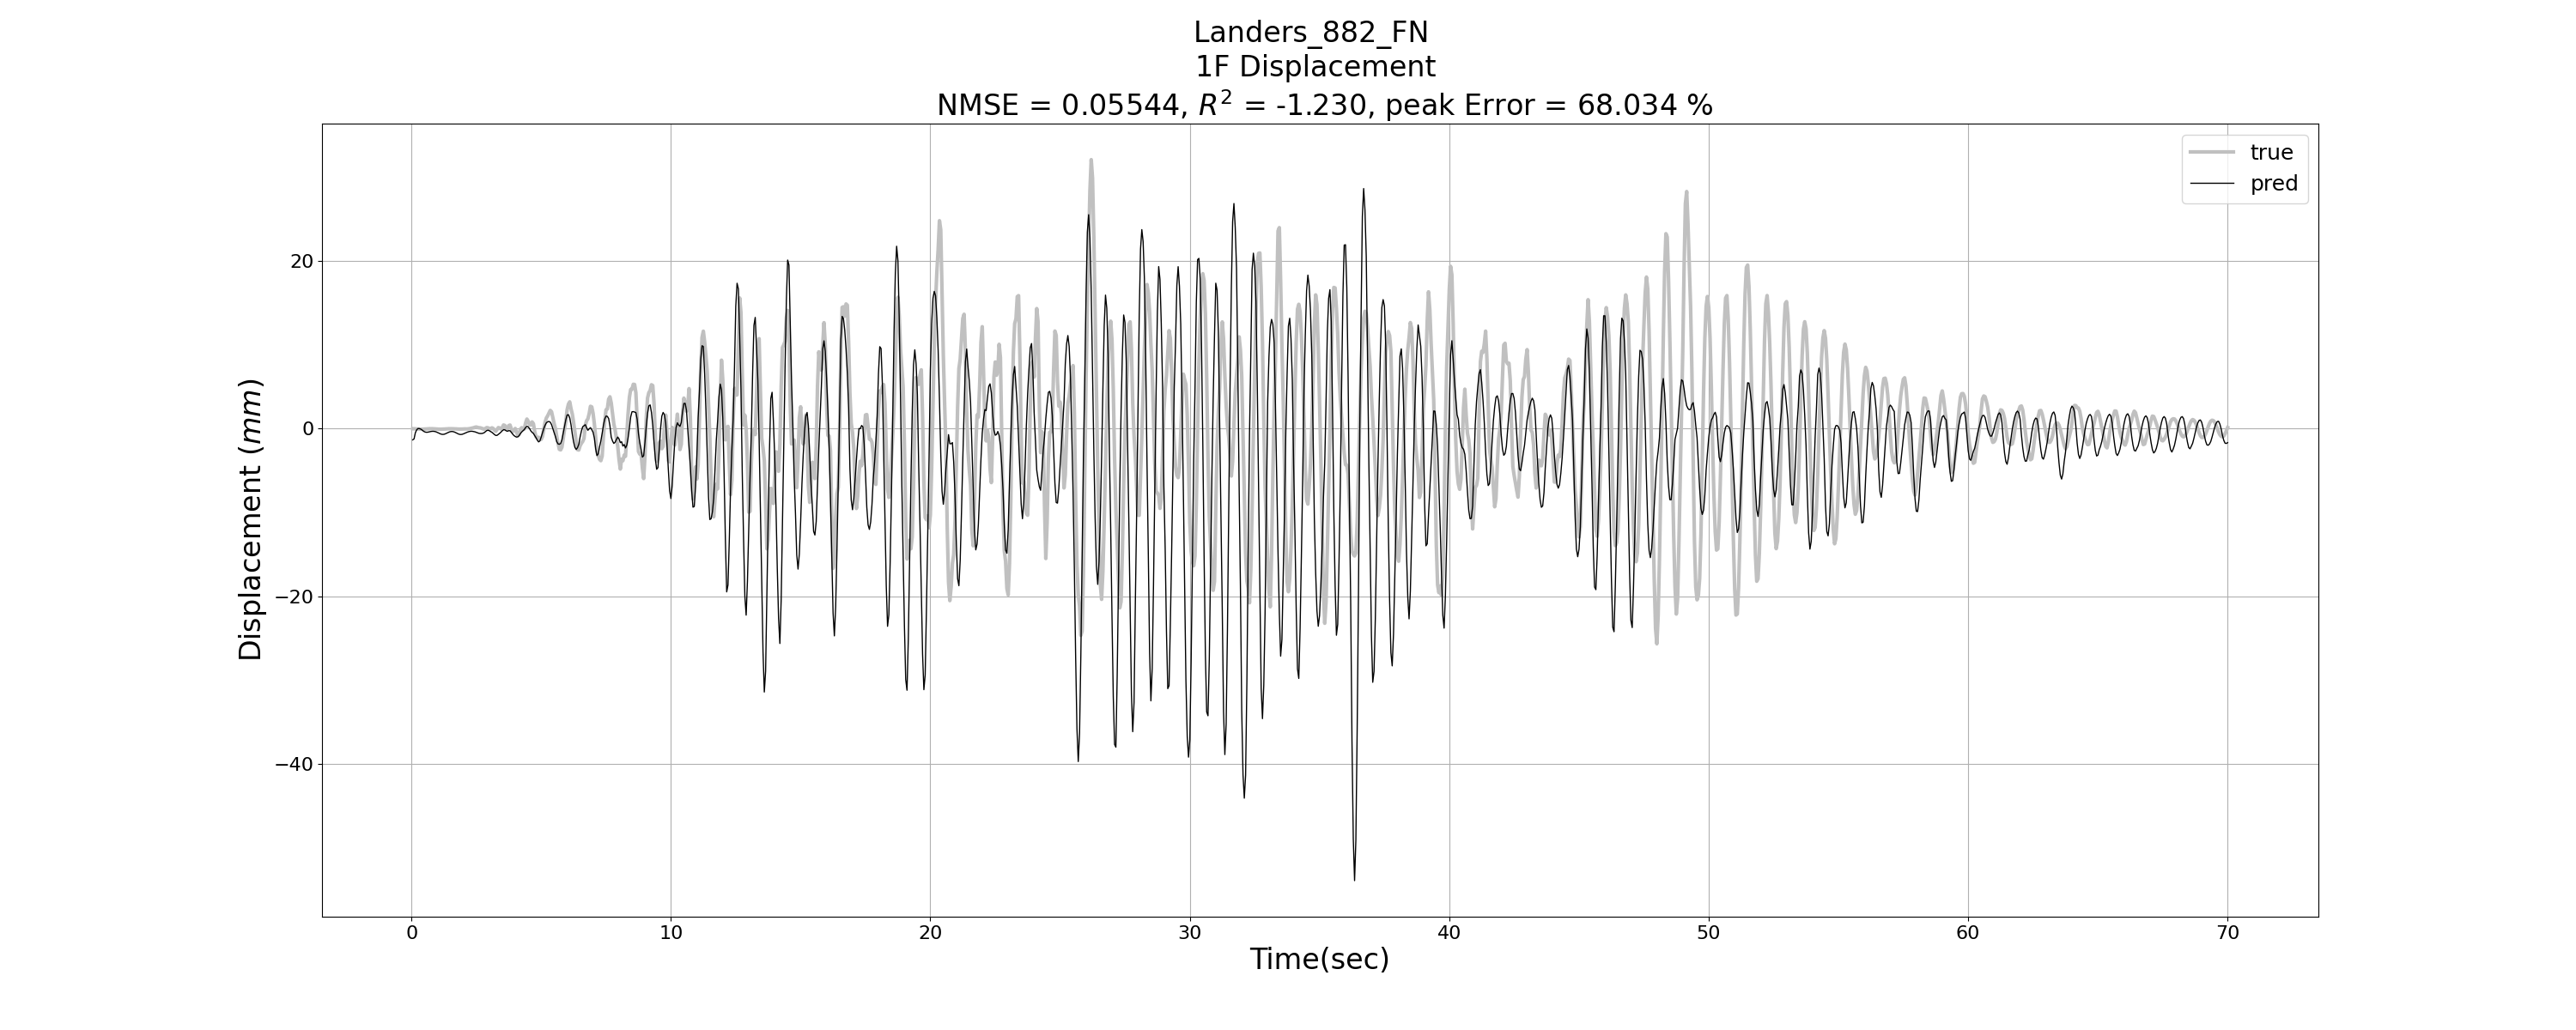 Landers_882_FN
1F Displacement
NMSE = 0.05544, R² = -1.230, peak Error = 68.034 %
true
pred
20
0
−20
−40
Displacement (mm)
0 10 20 30 40 50 60 70
Time(sec)